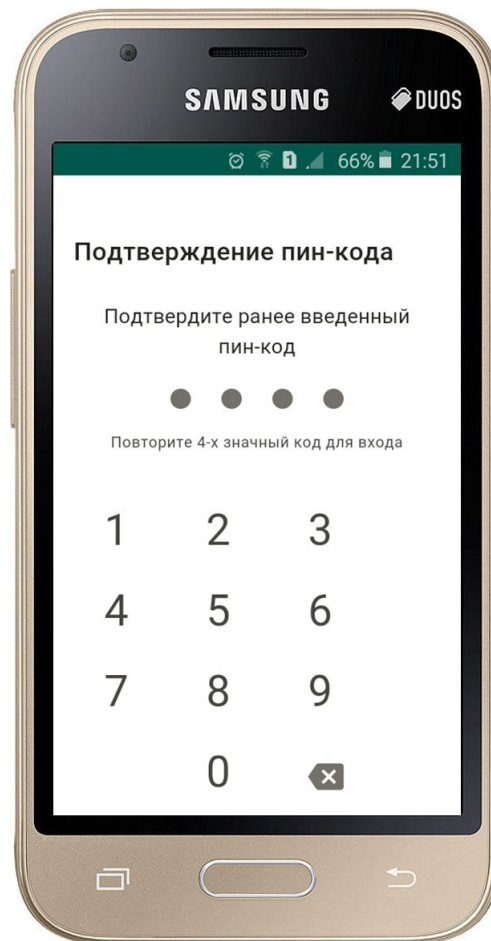 SAMSUNG DUOS
1 66% 21:51
Подтверждение пин-кода
Подтвердите ранее введенный
пин-код
Повторите 4-х значный код для входа
1 2 3
4 5 6
7 8 9
0